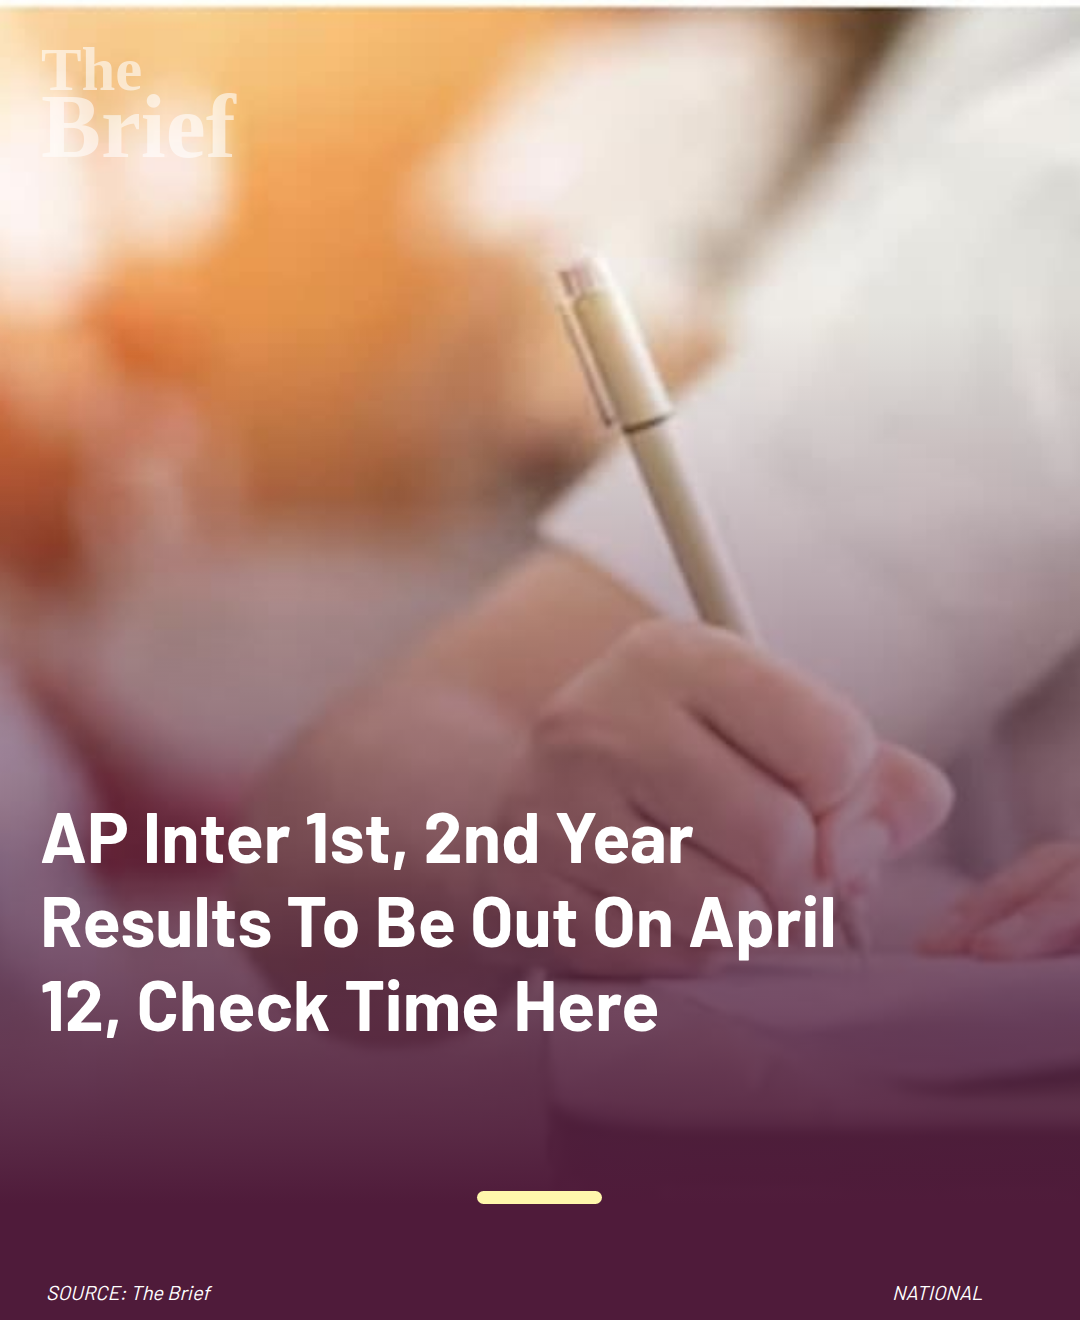 The
Brief
AP Inter 1st, 2nd Year
Results To Be Out On April
12, Check Time Here
SOURCE: The Brief
NATIONAL